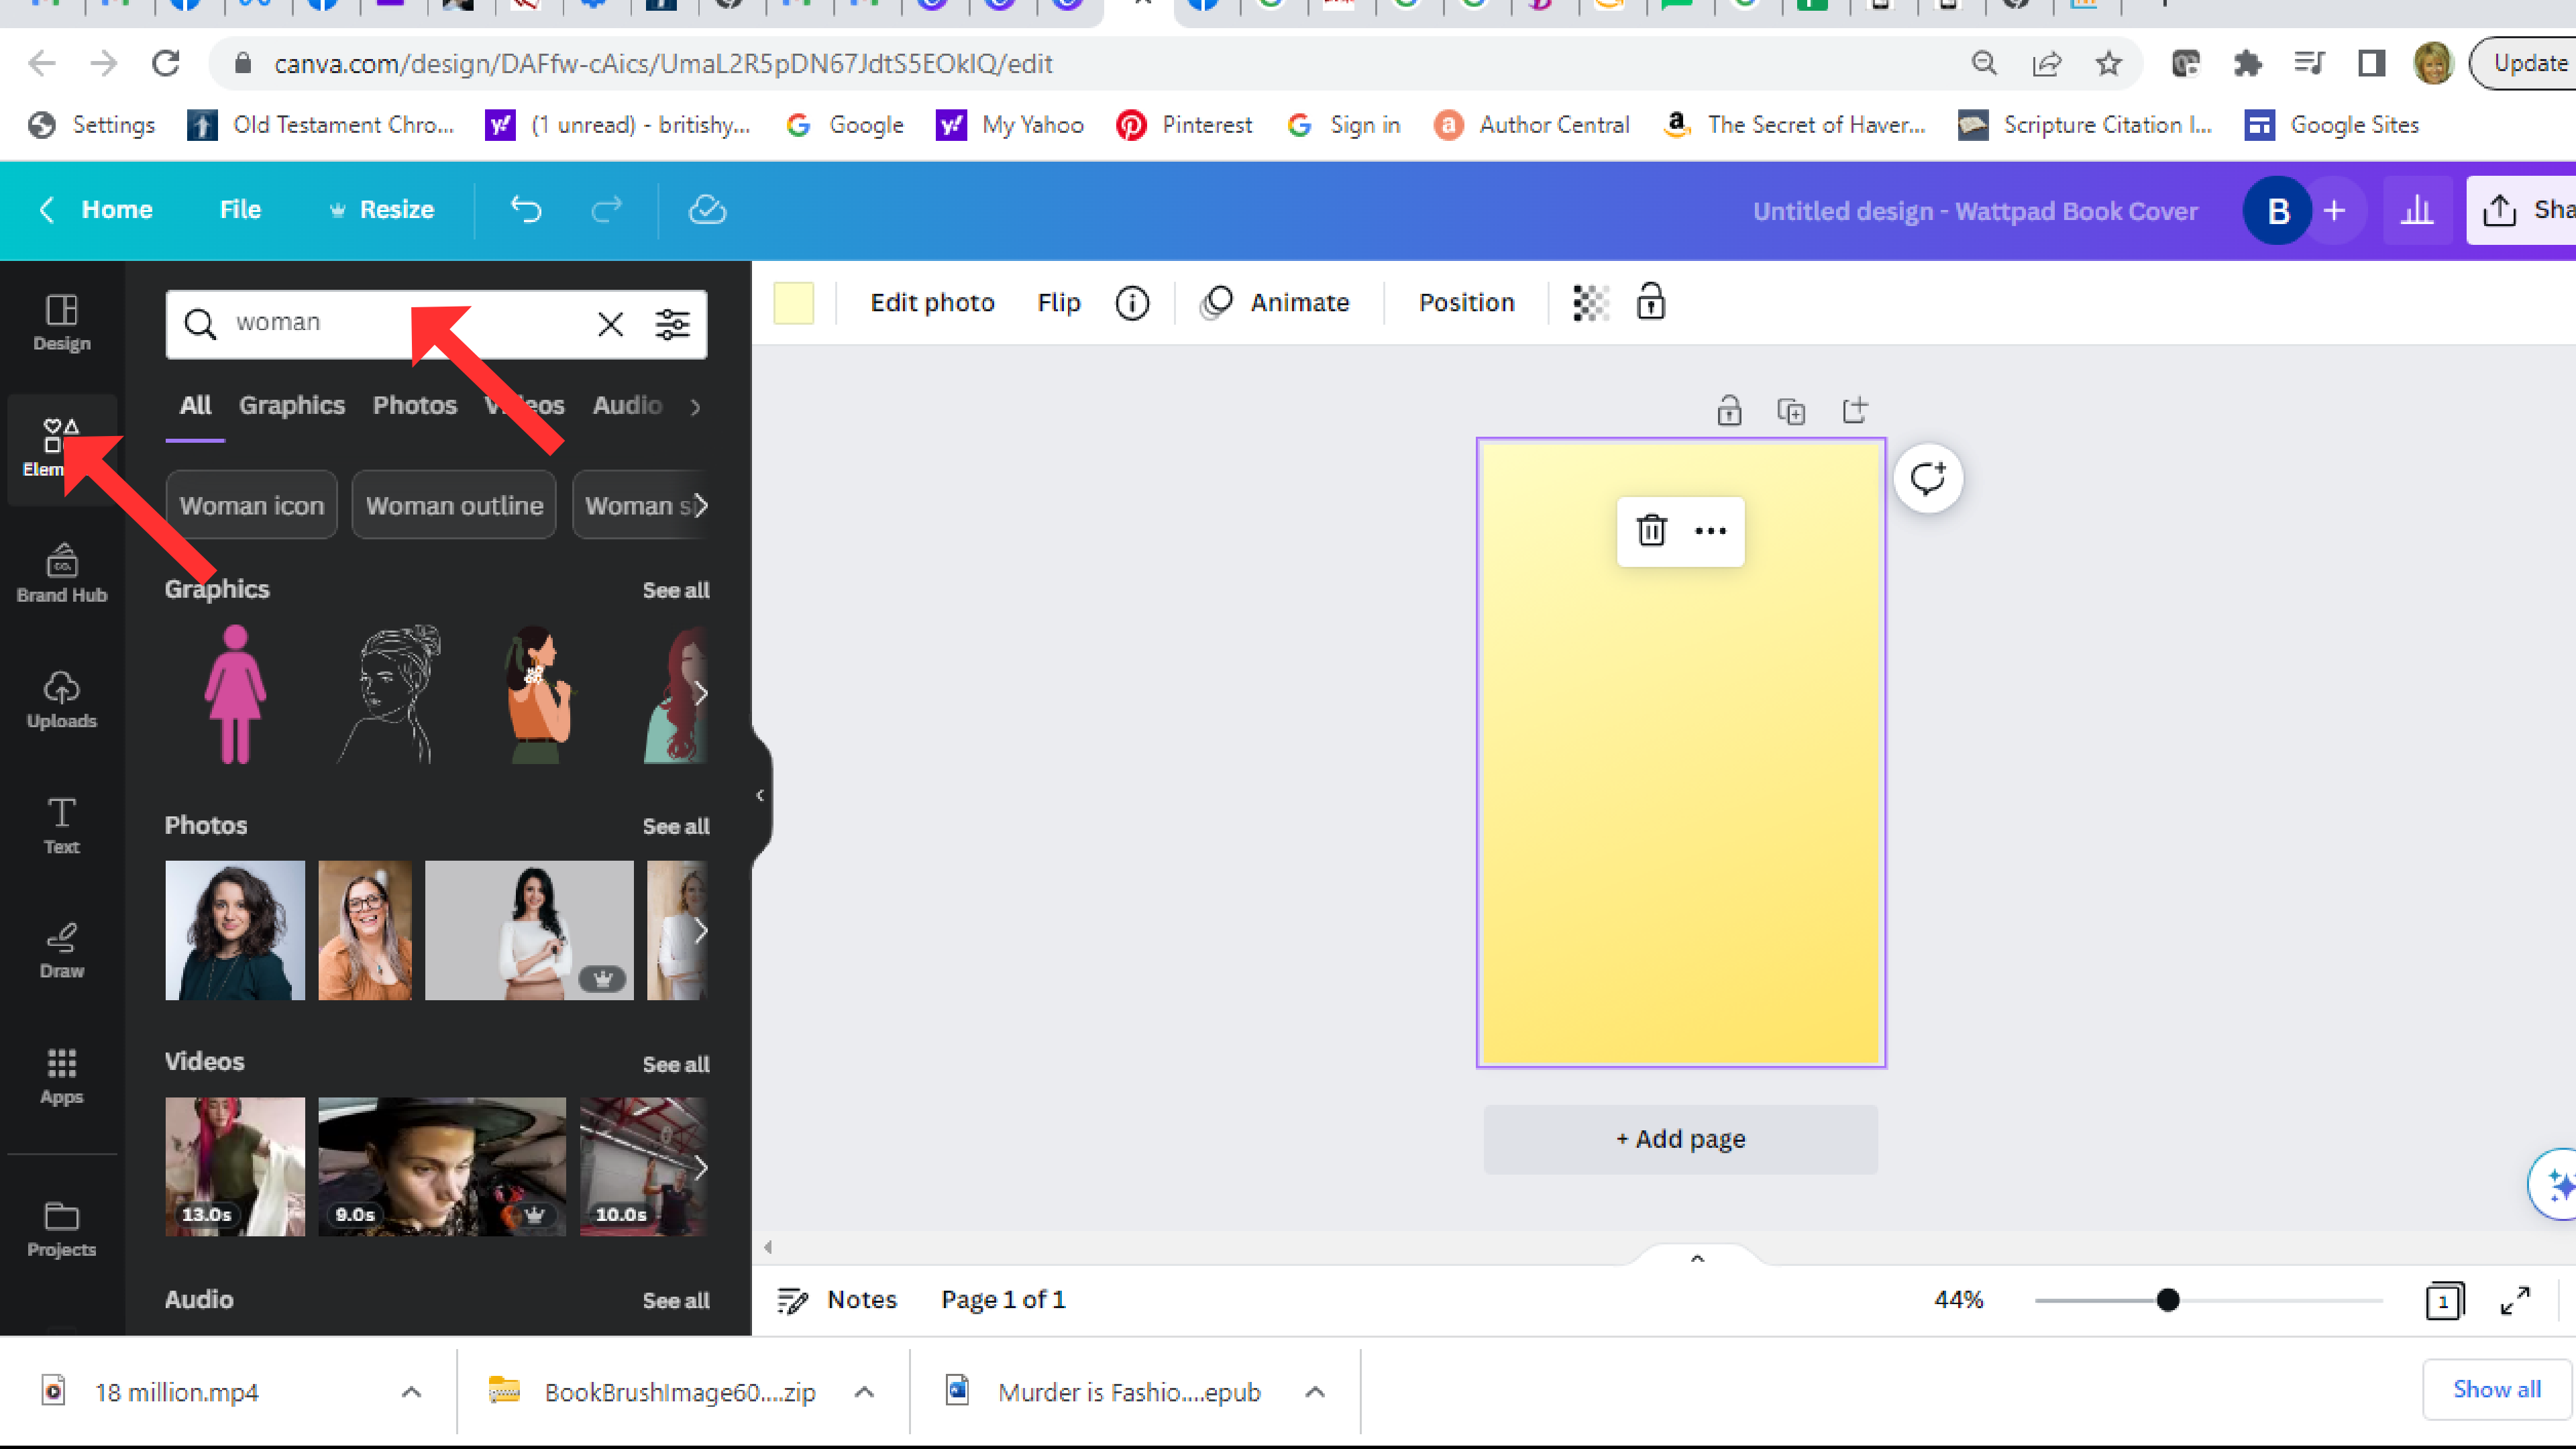 canva.com/design/DAFfw-cAics/UmaL2R5pDN67JdtS5EOkIQ/edit
Update
Settings
Old Testament Chro...
(1 unread) - britishy...
Google
My Yahoo
Pinterest
Sign in
Author Central
The Secret of Haver...
Scripture Citation I...
Google Sites
Home
File
Resize
Untitled design - Wattpad Book Cover
B
+
Sha
Design
Elem
Brand Hub
Uploads
Text
Draw
Apps
Projects
woman
All
Graphics
Photos
Videos
Audio
Woman icon
Woman outline
Woman si
Graphics
See all
Photos
See all
Videos
See all
13.0s
9.0s
10.0s
Audio
See all
Edit photo
Flip
Animate
Position
+ Add page
Notes
Page 1 of 1
44%
1
18 million.mp4
BookBrushImage60....zip
Murder is Fashio....epub
Show all